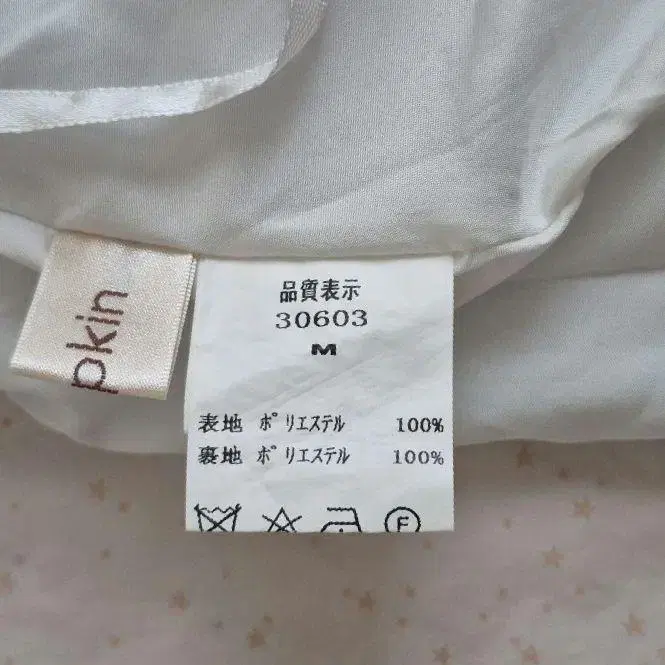 pkin
品質表示
30603
M
表地 ポリエステル 100%
裏地 ポリエステル 100%
F